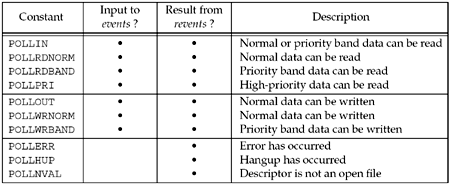 Constant Input to events ? Result from revents ? Description
POLLIN • • Normal or priority band data can be read
POLLRDNORM • • Normal data can be read
POLLRDBAND • • Priority band data can be read
POLLPRI • • High-priority data can be read
POLLOUT • • Normal data can be written
POLLWRNORM • • Normal data can be written
POLLWRBAND • • Priority band data can be written
POLLERR • Error has occurred
POLLHUP • Hangup has occurred
POLLNVAL • Descriptor is not an open file